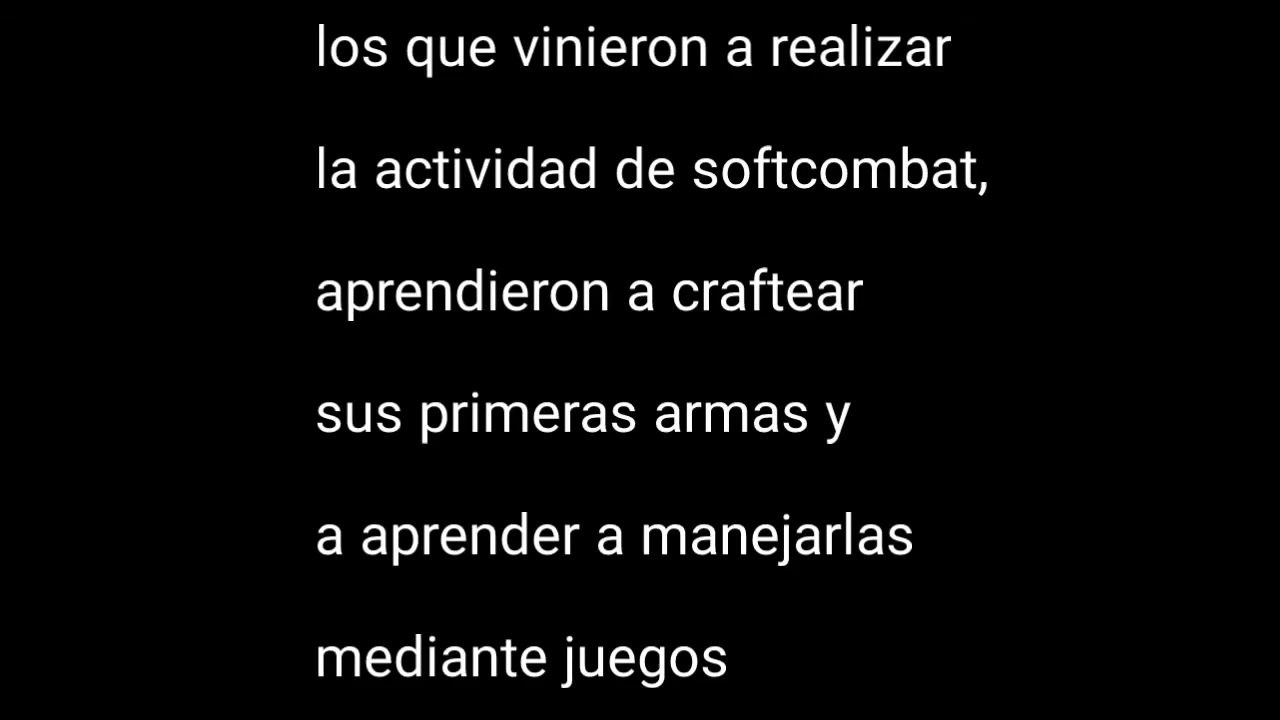 los que vinieron a realizar
la actividad de softcombat,
aprendieron a craftear
sus primeras armas y
a aprender a manejarlas
mediante juegos